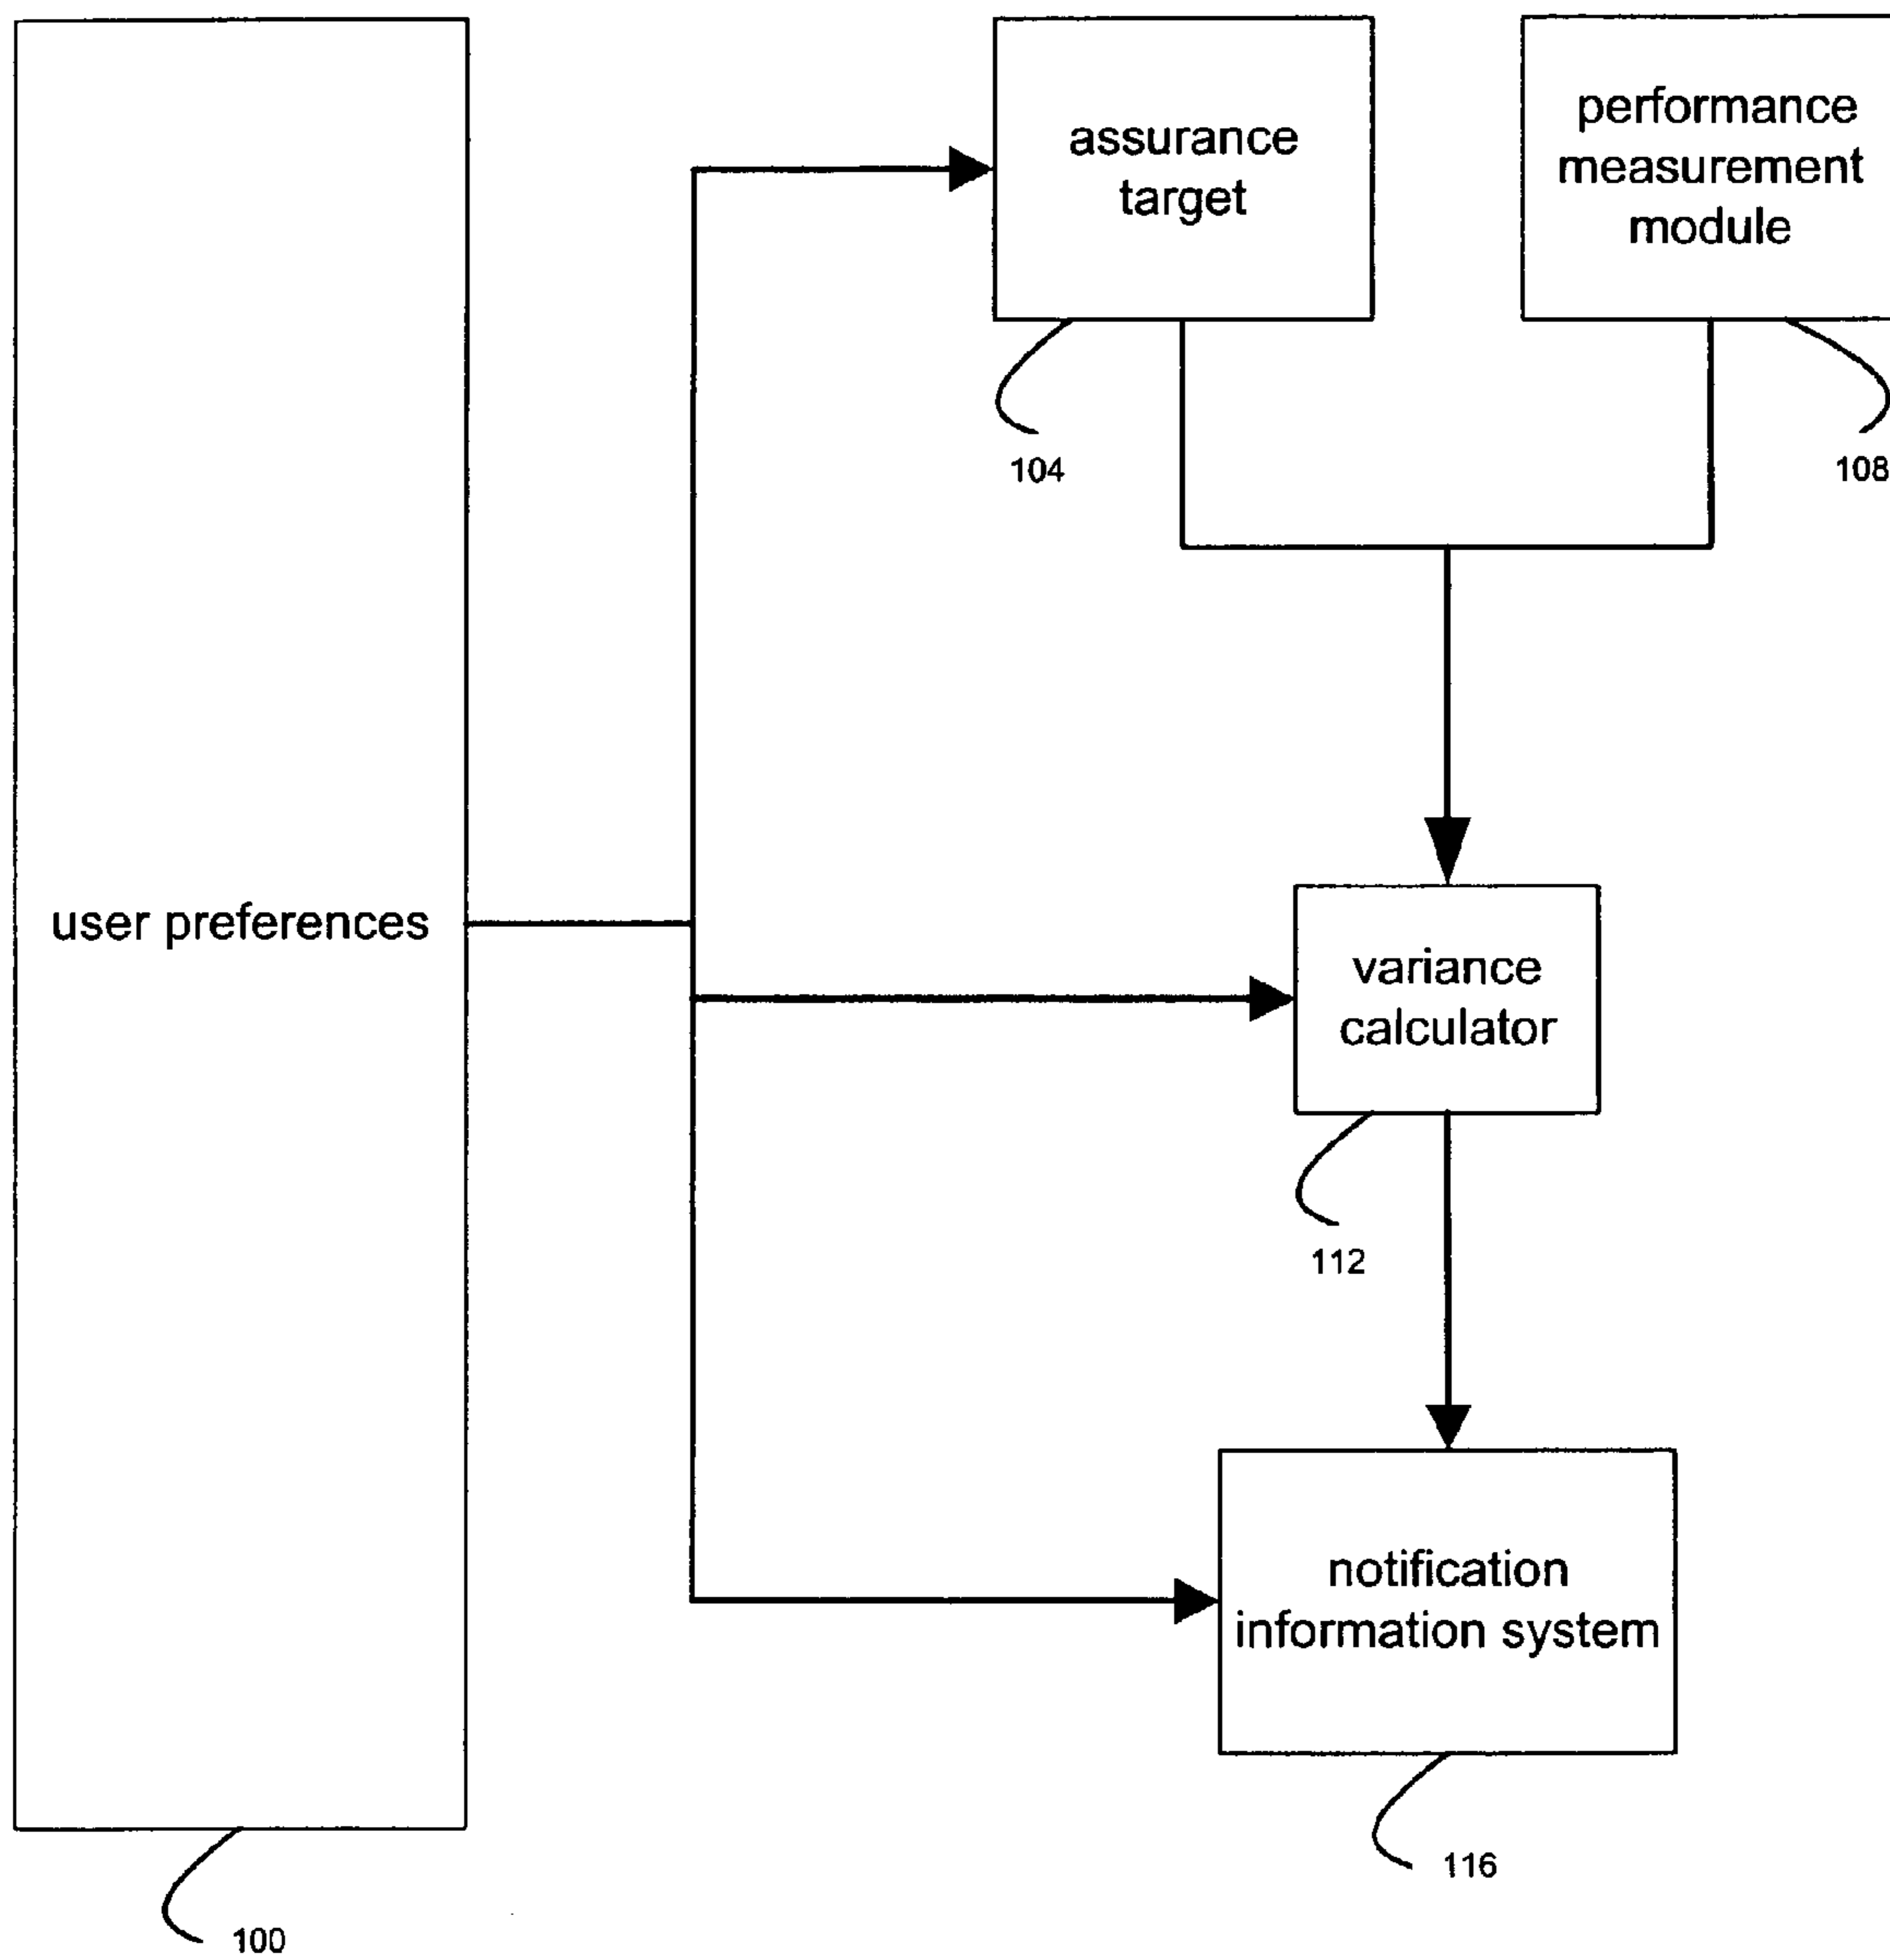 assurance
target
performance
measurement
module
104
108
user preferences
variance
calculator
112
notification
information system
116
100